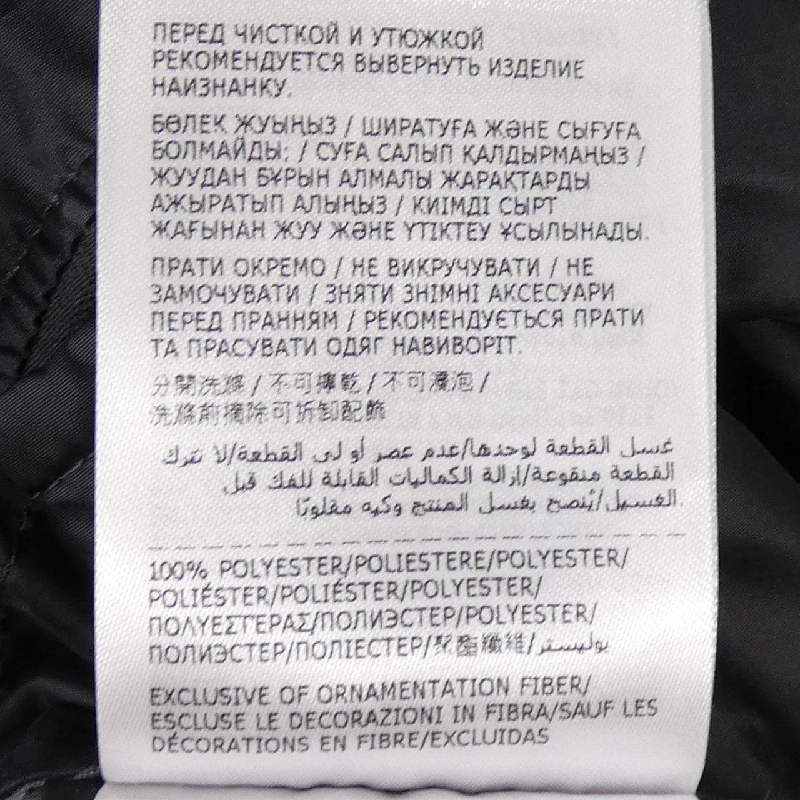 ПЕРЕД ЧИСТКОЙ И УТЮЖКОЙ
РЕКОМЕНДУЕТСЯ ВЫВЕРНУТЬ ИЗДЕЛИЕ
НАИЗНАНКУ.
БӨЛЕК ЖУЫҢЫЗ / ШИРАТУҒА ЖӘНЕ СЫҒУҒА
БОЛМАЙДЫ; / СУҒА САЛЫП ҚАЛДЫРМАҢЫЗ /
ЖУУДАН БҰРЫН АЛМАЛЫ ЖАРАҚТАРДЫ
АЖЫРАТЫП АЛЫҢЫЗ / КИІМДІ СЫРТ
ЖАҒЫНАН ЖУУ ЖӘНЕ ҮТІКТЕУ ҰСЫЛЫНАДЫ.
ПРАТИ ОКРЕМО / НЕ ВИКРУЧУВАТИ / НЕ
ЗАМОЧУВАТИ / ЗНЯТИ ЗНІМНІ АКСЕСУАРИ
ПЕРЕД ПРАННЯМ / РЕКОМЕНДУЄТЬСЯ ПРАТИ
ТА ПРАСУВАТИ ОДЯГ НАВИВОРІТ.
分開洗滌 / 不可擰乾 / 不可浸泡 /
洗滌前摘除可拆卸配飾
غسل القطعة لوحدها/عدم عصر أو لي القطعة/لا تترك
القطعة منقوعة/إزالة الكماليات القابلة للفك قبل
الغسيل/يُنصح بغسل المنتج وكيه مقلوبًا
100% POLYESTER/POLIESTERE/POLYESTER/
POLIÉSTER/POLIÉSTER/POLYESTER/
ΠΟΛΥΕΣΤΕΡΑΣ/ПОЛИЭСТЕР/POLYESTER/
ПОЛИЭСТЕР/ПОЛІЕСТЕР/聚酯纖維/بوليستر
EXCLUSIVE OF ORNAMENTATION FIBER/
ESCLUSE LE DECORAZIONI IN FIBRA/SAUF LES
DÉCORATIONS EN FIBRE/EXCLUIDAS